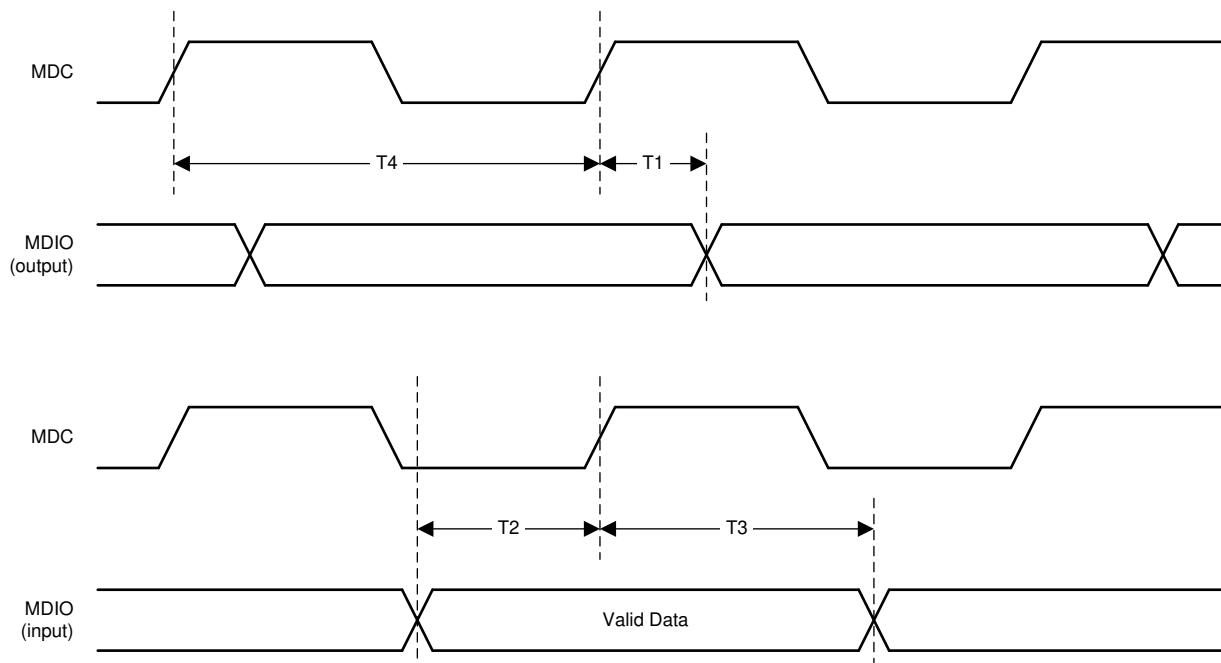 MDC
T4
T1
MDIO
(output)
MDC
T2
T3
MDIO
(input)
Valid Data